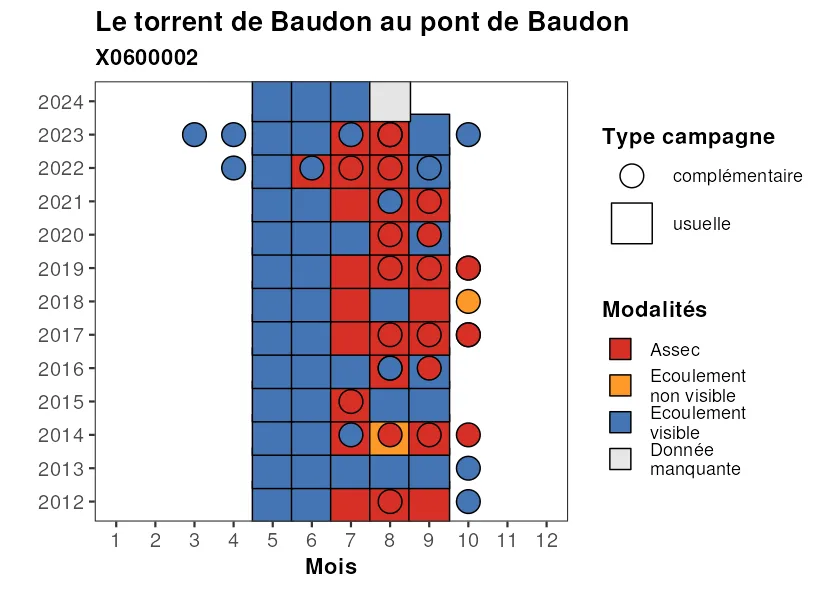 Le torrent de Baudon au pont de Baudon
X0600002
2024
2023
2022
2021
2020
2019
2018
2017
2016
2015
2014
2013
2012
1 2 3 4 5 6 7 8 9 10 11 12
Mois
Type campagne
complémentaire
usuelle
Modalités
Assec
Ecoulement
non visible
Ecoulement
visible
Donnée
manquante